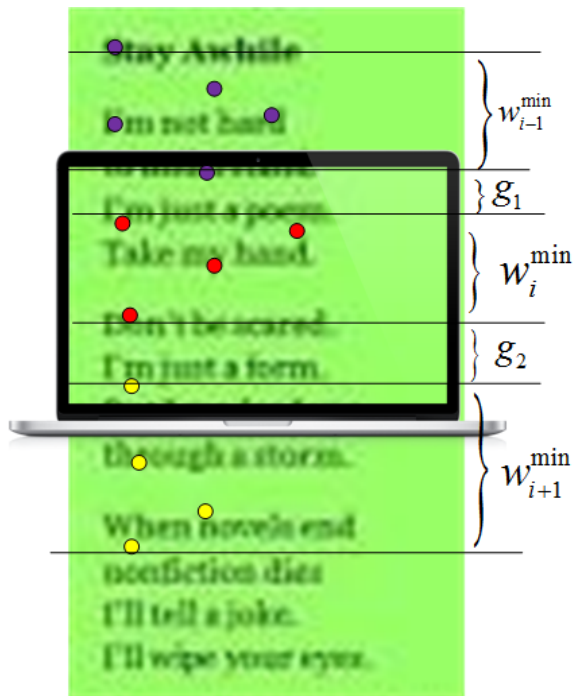 Stay Awhile
w_{i-1}^{min}
I'm not hard
g_1
I'm just a poem.
Take my hand.
w_i^{min}
Don't be scared.
g_2
I'm just a form.
through a storm.
w_{i+1}^{min}
When novels end
nonfiction dies
I'll tell a joke.
I'll wipe your eyes.